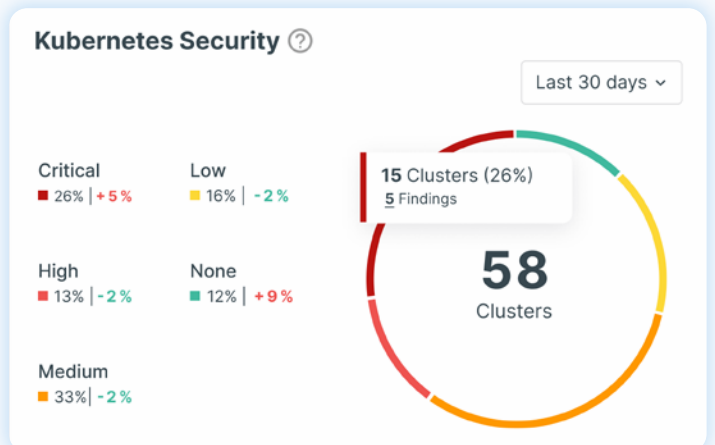 Kubernetes Security ?
Last 30 days
Critical
26% | +5%
Low
16% | -2%
High
13% | -2%
None
12% | +9%
Medium
33% | -2%
15 Clusters (26%)
5 Findings
58
Clusters